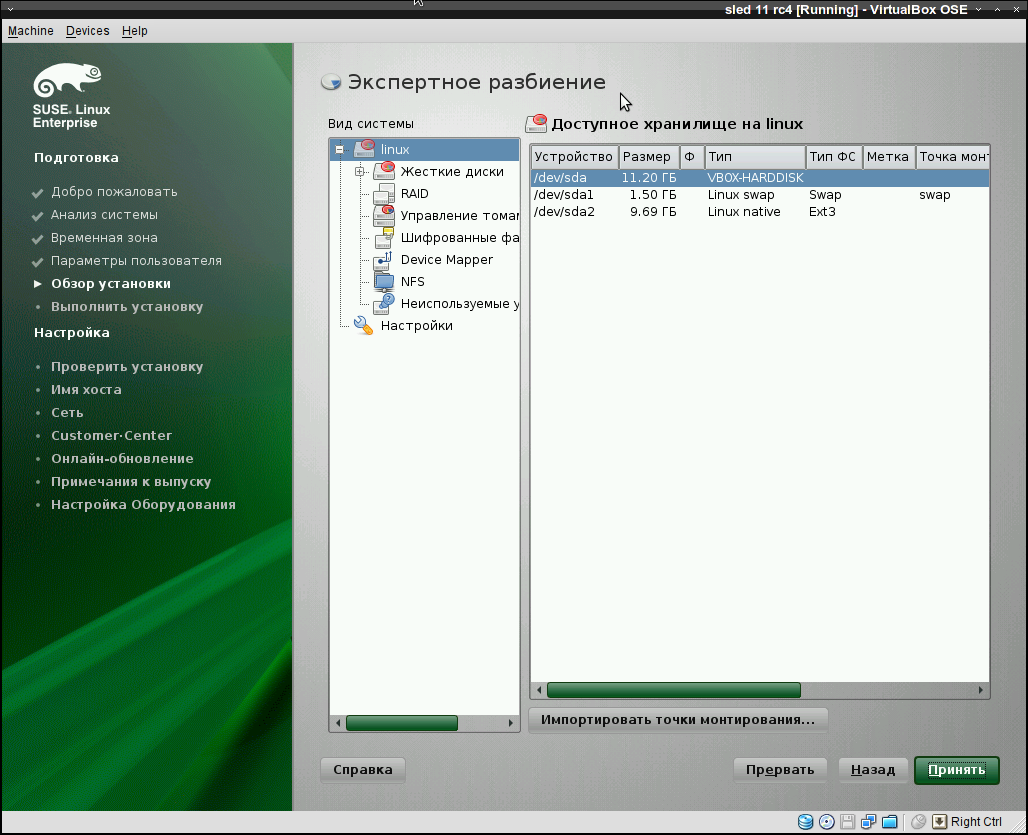 sled 11 rc4 [Running] - VirtualBox OSE
Machine Devices Help
SUSE. Linux
Enterprise
Подготовка
Добро пожаловать
Анализ системы
Временная зона
Параметры пользователя
Обзор установки
Выполнить установку
Настройка
Проверить установку
Имя хоста
Сеть
Customer·Center
Онлайн-обновление
Примечания к выпуску
Настройка Оборудования
Экспертное разбиение
Вид системы
linux
Жесткие диски
RAID
Управление томам
Шифрованные фа
Device Mapper
NFS
Неиспользуемые у
Настройки
Доступное хранилище на linux
Устройство Размер Ф Тип Тип ФС Метка Точка монт
/dev/sda 11.20 ГБ VBOX-HARDDISK
/dev/sda1 1.50 ГБ Linux swap Swap swap
/dev/sda2 9.69 ГБ Linux native Ext3
Импортировать точки монтирования...
Справка Прервать Назад Принять
Right Ctrl